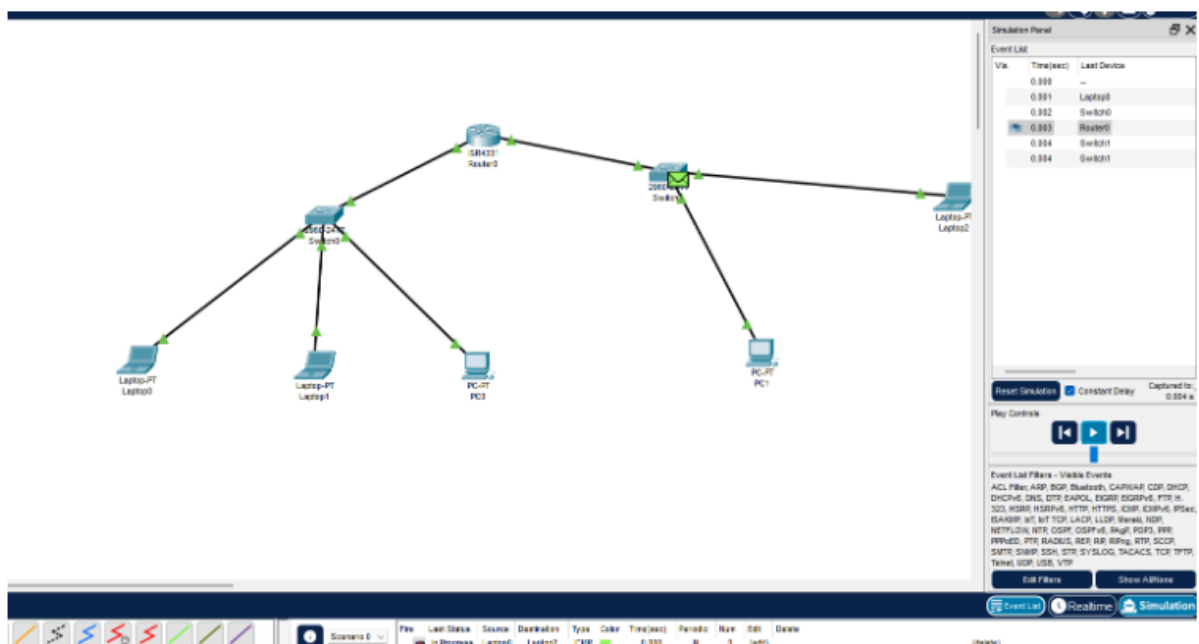 Simulation Panel
Event List
Vis. Time(sec) Last Device
0.000 --
0.001 Laptop0
0.002 Switch0
0.003 Router0
0.004 Switch1
0.004 Switch1
ISR4331
Router0
Switch0
Laptop-PT
Laptop0
Laptop-PT
Laptop1
PC-PT
PC0
PC-PT
PC1
Laptop2
Reset Simulation Constant Delay Captured to:
0.004 s
Play Controls
Event List Filters - Visible Events
ACL Filter, ARP, BGP, Bluetooth, CAPWAP, CDP, DHCP,
DHCPv6, DNS, DTP, EAPOL, EIGRP, EIGRPv6, FTP, H.
323, HSRP, HSRPv6, HTTP, HTTPS, ICMP, ICMPv6, IPSec,
ISAKMP, IoT, IoT TCP, LACP, LLDP, Meraki, NDP,
NETFLOW, NTP, OSPF, OSPFv6, PAgP, POP3, PPP,
PPPoED, PTP, RADIUS, REP, RIP, RIPng, RTP, SCCP,
SMTP, SNMP, SSH, STP, SYSLOG, TACACS, TCP, TFTP,
Telnet, UDP, USB, VTP
Edit Filters Show All/None
Event List Realtime Simulation
Scenario 0
Fire Last Status Source Destination Type Color Time(sec) Periodic Num Edit Delete
In Progress Laptop0 Laptop2 ICMP 0.000 N 0 (edit) (delete)